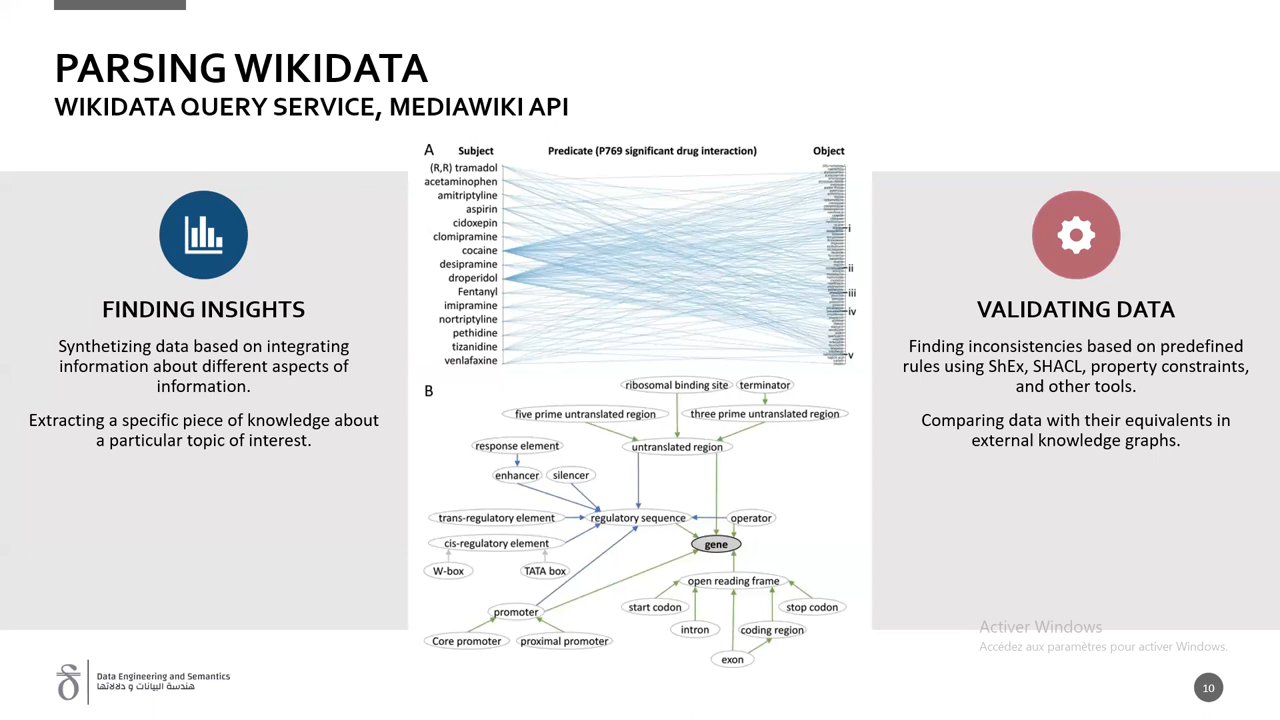 PARSING WIKIDATA
WIKIDATA QUERY SERVICE, MEDIAWIKI API
FINDING INSIGHTS
Synthetizing data based on integrating
information about different aspects of
information.
Extracting a specific piece of knowledge about
a particular topic of interest.
A Subject Predicate (P769 significant drug interaction) Object
(R,R) tramadol
acetaminophen
amitriptyline
aspirin
cidoxepin
clomipramine
cocaine
desipramine
droperidol
Fentanyl
imipramine
nortriptyline
pethidine
tizanidine
venlafaxine
i
ii
iii
iv
v
B
ribosomal binding site terminator
five prime untranslated region three prime untranslated region
response element untranslated region
enhancer silencer
trans-regulatory element regulatory sequence operator
cis-regulatory element gene
W-box TATA box
open reading frame
promoter start codon stop codon
intron coding region
Core promoter proximal promoter
exon
VALIDATING DATA
Finding inconsistencies based on predefined
rules using ShEx, SHACL, property constraints,
and other tools.
Comparing data with their equivalents in
external knowledge graphs.
Activer Windows
Accédez aux paramètres pour activer Windows.
Data Engineering and Semantics
هندسة البيانات و دلالاتها
10